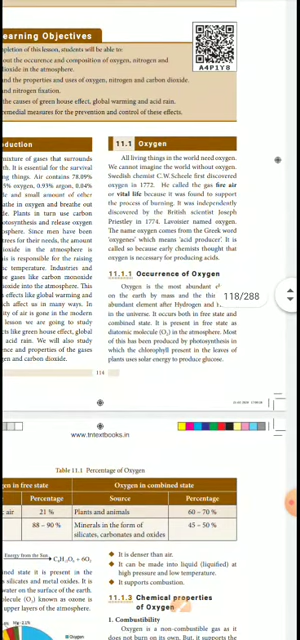 earning Objectives
A4P1Y8
pletion of this lesson, students will be able to:
out the occurence and composition of oxygen, nitrogen and
dioxide in the atmosphere.
and the properties and uses of oxygen, nitrogen and carbon dioxide.
and nitrogen fixation.
the causes of green house effect, global warming and acid rain.
remedial measures for the prevention and control of these effects.
oduction
mixture of gases that surrounds
th. It is essential for the survival
ng things. Air contains 78.09%
5% oxygen, 0.93% argon, 0.04%
de and small amount of other
athe in oxygen and breathe out
ide. Plants in turn use carbon
otosynthesis and release oxygen
osphere. Since men have been
trees for their needs, the amount
oxide in the atmosphere is
is is responsible for the raising
ic temperature. Industries and
se gases like carbon monoxide
oxide into the atmosphere. This
effects like global warming and
ch affect us in many ways. In
ity of air is gone in the modern
lesson we are going to study
cts like green house effect, global
acid rain. We will also study
ence and properties of the gases
gen and carbon dioxide.
11.1 Oxygen
All living things in the world need oxygen.
We cannot imagine the world without oxygen.
Swedish chemist C.W. Scheele first discovered
oxygen in 1772. He called the gas fire air
or vital life because it was found to support
the process of burning. It was independently
discovered by the British scientist Joseph
Priestley in 1774. Lavoisier named oxygen.
The name oxygen comes from the Greek word
'oxygenes' which means 'acid producer'. It is
called so because early chemists thought that
oxygen is necessary for producing acids.
11.1.1 Occurrence of Oxygen
Oxygen is the most abundant
on the earth by mass and the thi
abundant element after Hydrogen and
in the universe. It occurs both in free state and
combined state. It is present in free state as
diatomic molecule (O₂) in the atmosphere. Most
of this has been produced by photosynthesis in
which the chlorophyll present in the leaves of
plants uses solar energy to produce glucose.
118/288
114
www.tntextbooks.in
Table 11.1 Percentage of Oxygen
gen in free state Oxygen in combined state
Percentage Source Percentage
air 21 % Plants and animals 60 – 70 %
88 – 90 % Minerals in the form of silicates, carbonates and oxides 45 – 50 %
Energy from the Sun C₆H₁₂O₆ + 6O₂
ined state it is present in the
silicates and metal oxides. It is
water on the surface of the earth.
olecule (O₃) known as ozone is
upper layers of the atmosphere.
Oxygen
It is denser than air.
It can be made into liquid (liquified) at
high pressure and low temperature.
It supports combustion.
11.1.3 Chemical properties
of Oxygen
1. Combustibility
Oxygen is a non-combustible gas as it
does not burn on its own. But, it supports the